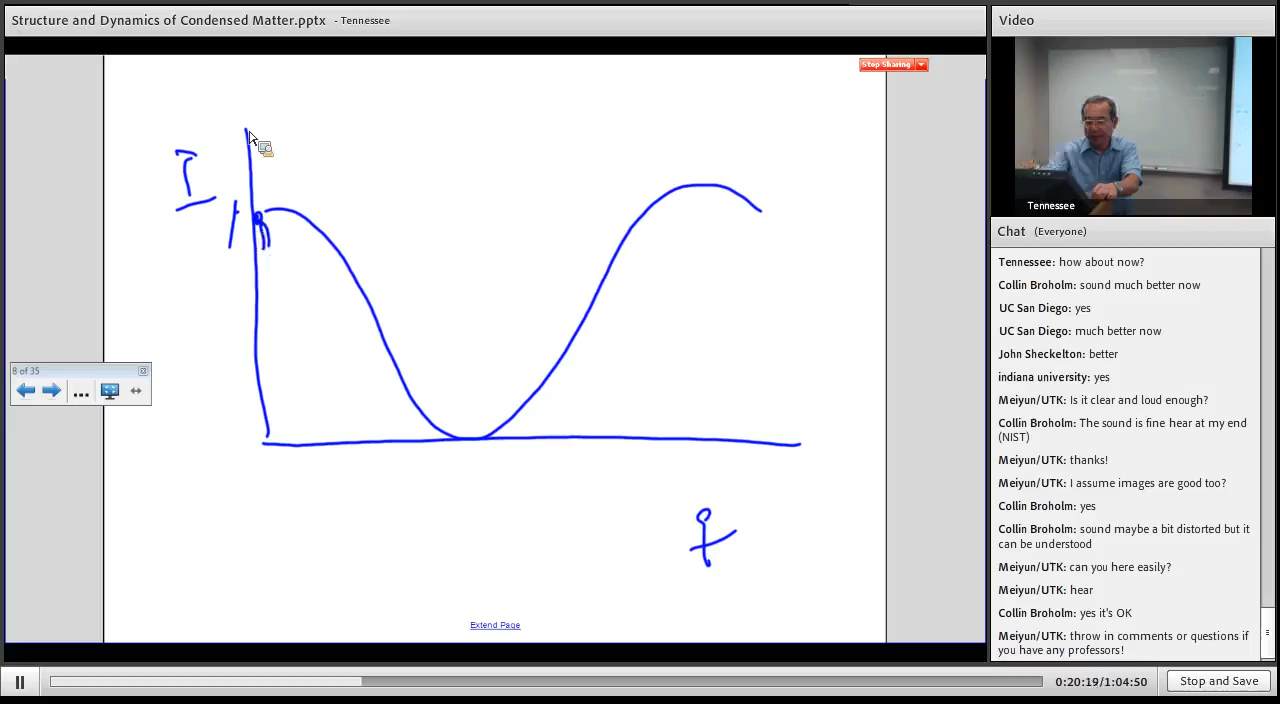 Structure and Dynamics of Condensed Matter.pptx - Tennessee
Stop Sharing
I
1
8 of 35
...
q
Extend Page
Video
Tennessee
Chat (Everyone)
Tennessee: how about now?
Collin Broholm: sound much better now
UC San Diego: yes
UC San Diego: much better now
John Sheckelton: better
indiana university: yes
Meiyun/UTK: Is it clear and loud enough?
Collin Broholm: The sound is fine hear at my end
(NIST)
Meiyun/UTK: thanks!
Meiyun/UTK: I assume images are good too?
Collin Broholm: yes
Collin Broholm: sound maybe a bit distorted but it
can be understood
Meiyun/UTK: can you here easily?
Meiyun/UTK: hear
Collin Broholm: yes it's OK
Meiyun/UTK: throw in comments or questions if
you have any professors!
0:20:19/1:04:50
Stop and Save